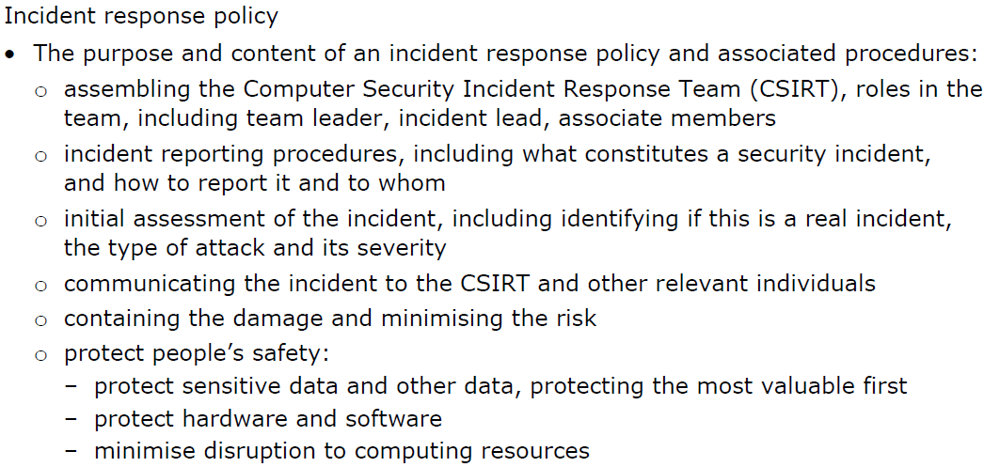 Incident response policy
• The purpose and content of an incident response policy and associated procedures:
o assembling the Computer Security Incident Response Team (CSIRT), roles in the
team, including team leader, incident lead, associate members
o incident reporting procedures, including what constitutes a security incident,
and how to report it and to whom
o initial assessment of the incident, including identifying if this is a real incident,
the type of attack and its severity
o communicating the incident to the CSIRT and other relevant individuals
o containing the damage and minimising the risk
o protect people’s safety:
– protect sensitive data and other data, protecting the most valuable first
– protect hardware and software
– minimise disruption to computing resources